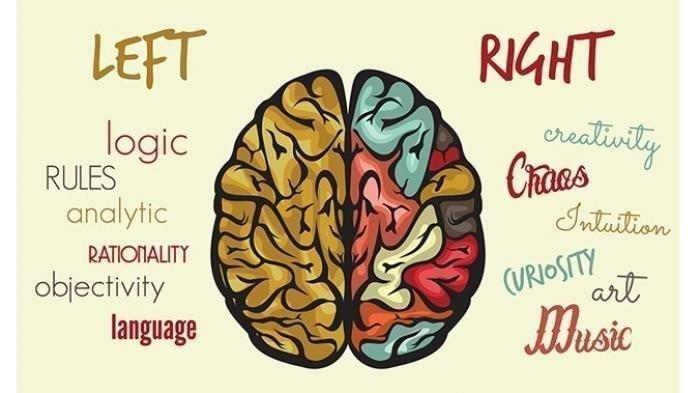 LEFT
logic
RULES
analytic
RATIONALITY
objectivity
language
RIGHT
creativity
Chaos
Intuition
CURIOSITY
art
Music